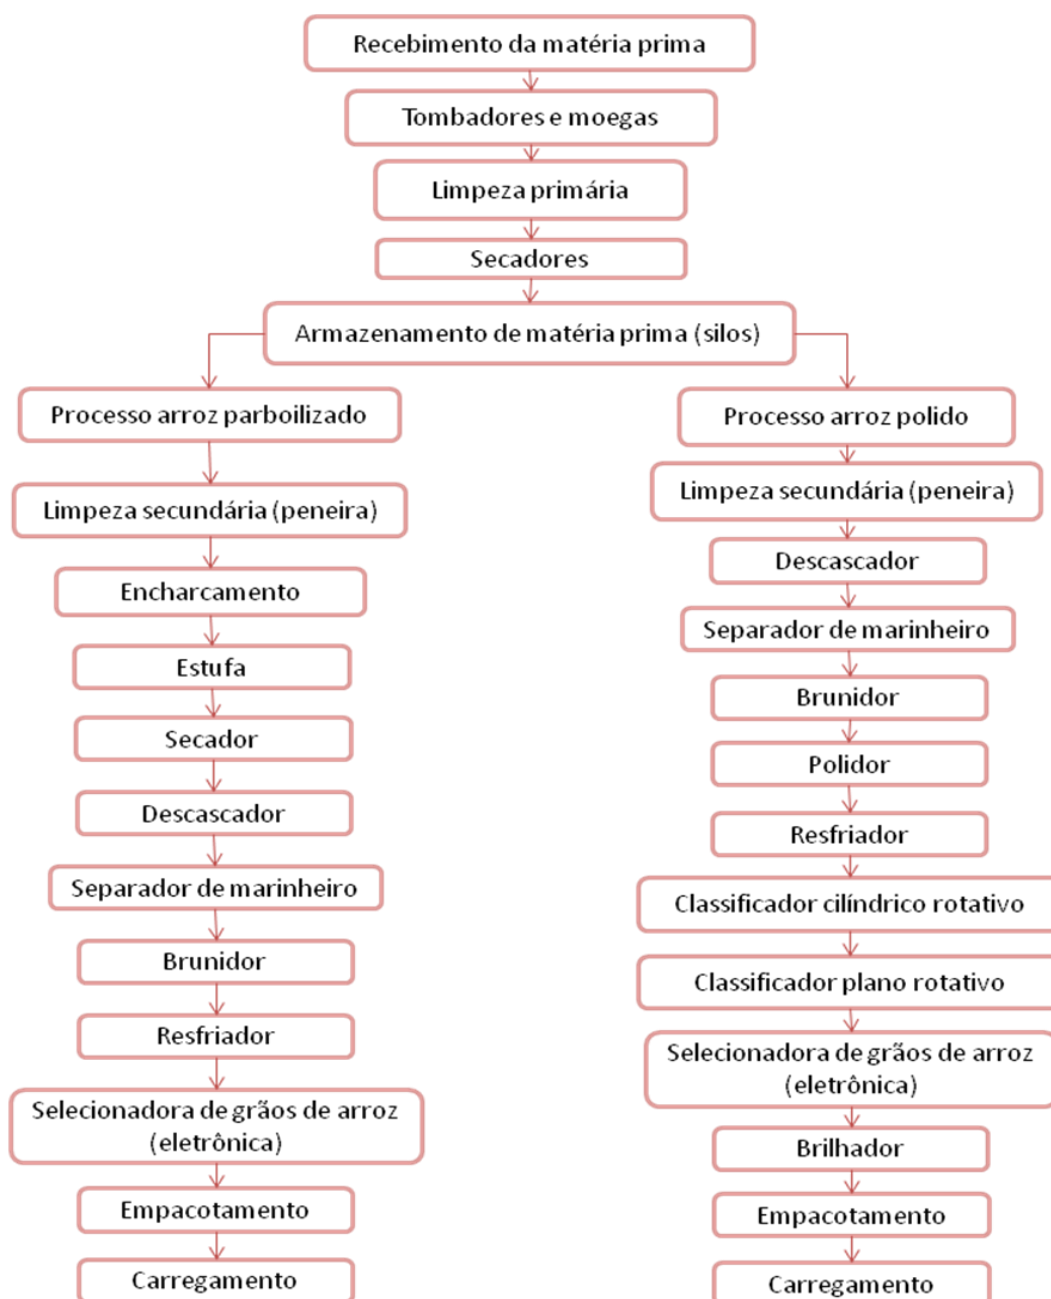 Recebimento da matéria prima
Tombadores e moegas
Limpeza primária
Secadores
Armazenamento de matéria prima (silos)
Processo arroz parboilizado
Limpeza secundária (peneira)
Encharcamento
Estufa
Secador
Descascador
Separador de marinheiro
Brunidor
Resfriador
Selecionadora de grãos de arroz
(eletrônica)
Empacotamento
Carregamento
Processo arroz polido
Limpeza secundária (peneira)
Descascador
Separador de marinheiro
Brunidor
Polidor
Resfriador
Classificador cilíndrico rotativo
Classificador plano rotativo
Selecionadora de grãos de arroz
(eletrônica)
Brilhador
Empacotamento
Carregamento